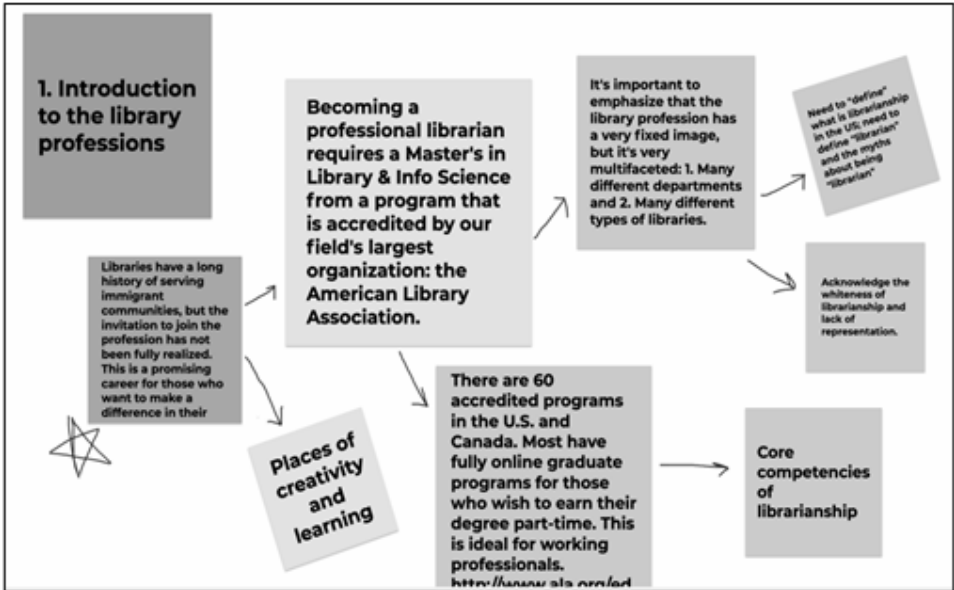 1. Introduction
to the library
professions
Libraries have a long
history of serving
immigrant
communities, but the
invitation to join the
profession has not
been fully realized.
This is a promising
career for those who
want to make a
difference in their
Places of
creativity
and
learning
Becoming a
professional librarian
requires a Master's in
Library & Info Science
from a program that
is accredited by our
field's largest
organization: the
American Library
Association.
There are 60
accredited programs
in the U.S. and
Canada. Most have
fully online graduate
programs for those
who wish to earn their
degree part-time. This
is ideal for working
professionals.
http://www.ala.org/ed
It's important to
emphasize that the
library profession has
a very fixed image,
but it's very
multifaceted: 1. Many
different departments
and 2. Many different
types of libraries.
Need to "define"
what is librarianship
in the US; need to
define "librarian"
and the myths
about being
"librarian"
Acknowledge the
whiteness of
librarianship and
lack of
representation.
Core
competencies
of
librarianship